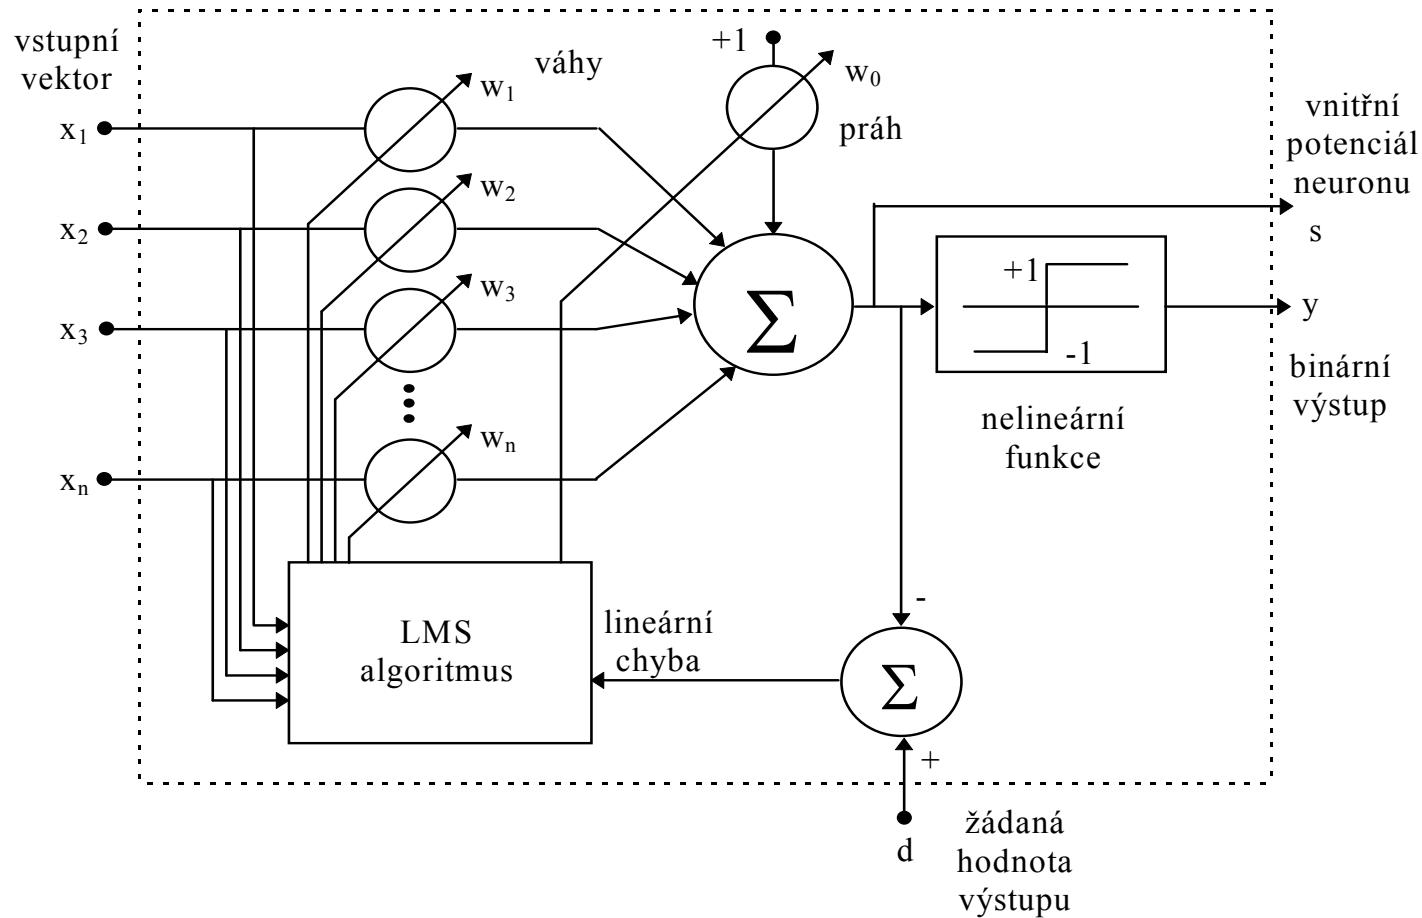 vstupní
vektor
x1
x2
x3
xn
váhy
w1
w2
w3
wn
+1
w0
práh
Σ
vnitřní
potenciál
neuronu
s
+1
-1
y
binární
výstup
nelineární
funkce
LMS
algoritmus
lineární
chyba
-
Σ
+
d
žádaná
hodnota
výstupu